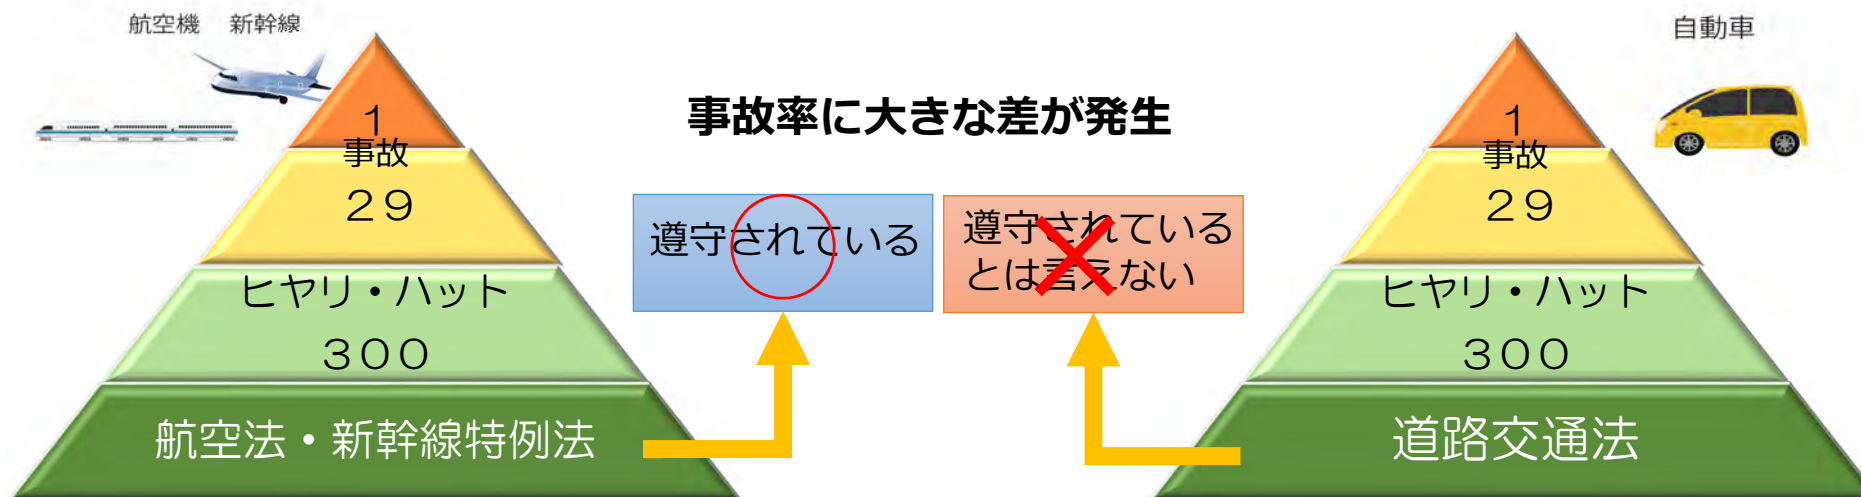 航空機 新幹線
1
事故
29
ヒヤリ・ハット
300
航空法・新幹線特例法
事故率に大きな差が発生
遵守されている
遵守されている
とは言えない
自動車
1
事故
29
ヒヤリ・ハット
300
道路交通法